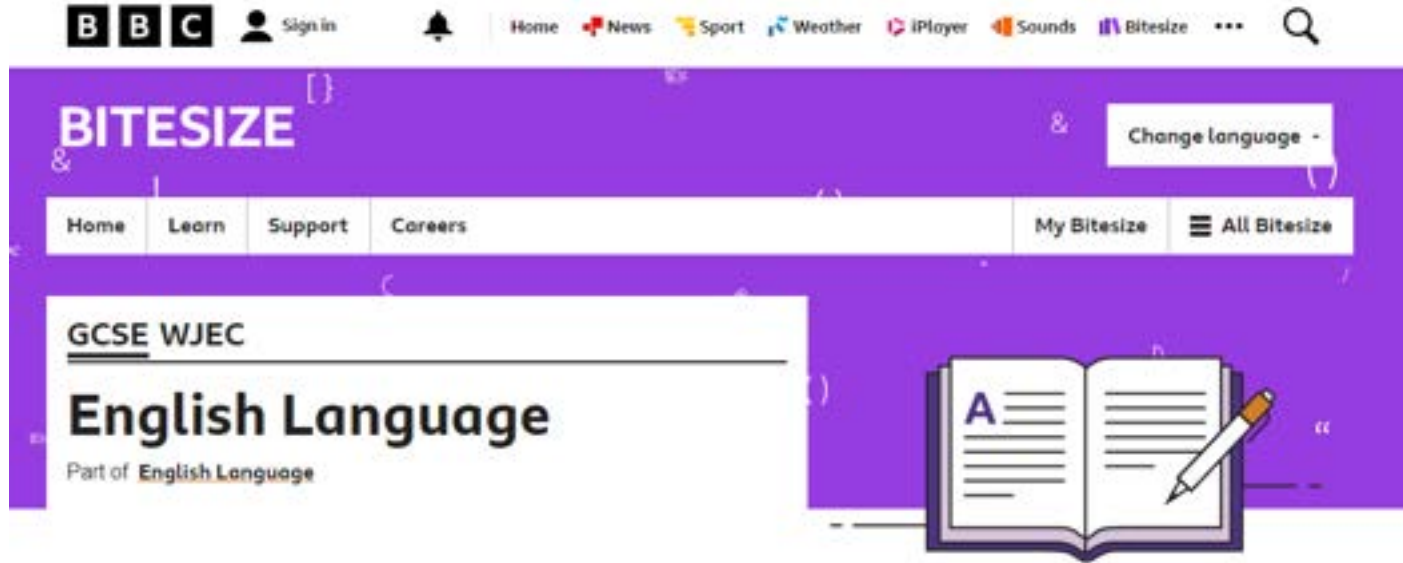 BBC Sign in Home News Sport Weather iPlayer Sounds Bitesize •••
[ }
BITESIZE
&
Change language
&
( )
Home Learn Support Careers My Bitesize All Bitesize
GCSE WJEC
English Language
Part of English Language
A
“